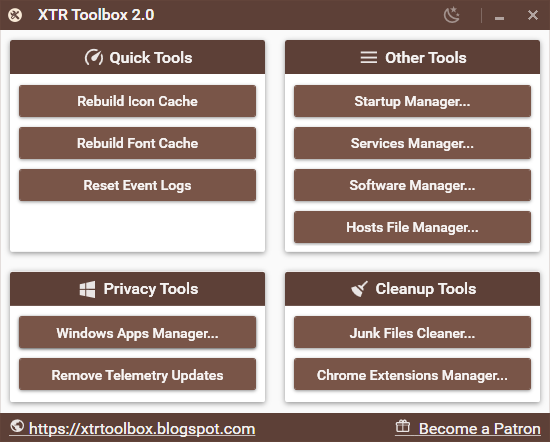 XTR Toolbox 2.0
Quick Tools
Rebuild Icon Cache
Rebuild Font Cache
Reset Event Logs
Other Tools
Startup Manager...
Services Manager...
Software Manager...
Hosts File Manager...
Privacy Tools
Windows Apps Manager...
Remove Telemetry Updates
Cleanup Tools
Junk Files Cleaner...
Chrome Extensions Manager...
https://xtrtoolbox.blogspot.com
Become a Patron